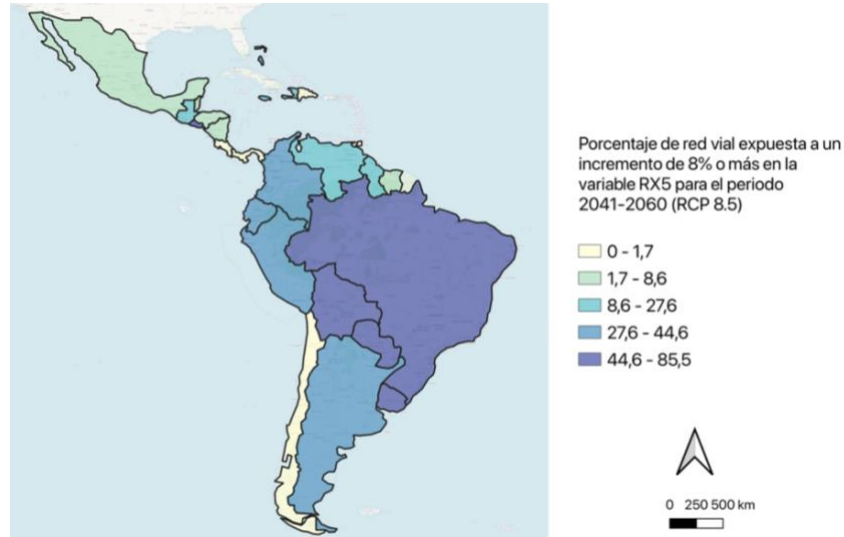 Porcentaje de red vial expuesta a un
incremento de 8% o más en la
variable RX5 para el periodo
2041-2060 (RCP 8.5)
0 - 1,7
1,7 - 8,6
8,6 - 27,6
27,6 - 44,6
44,6 - 85,5
0 250 500 km